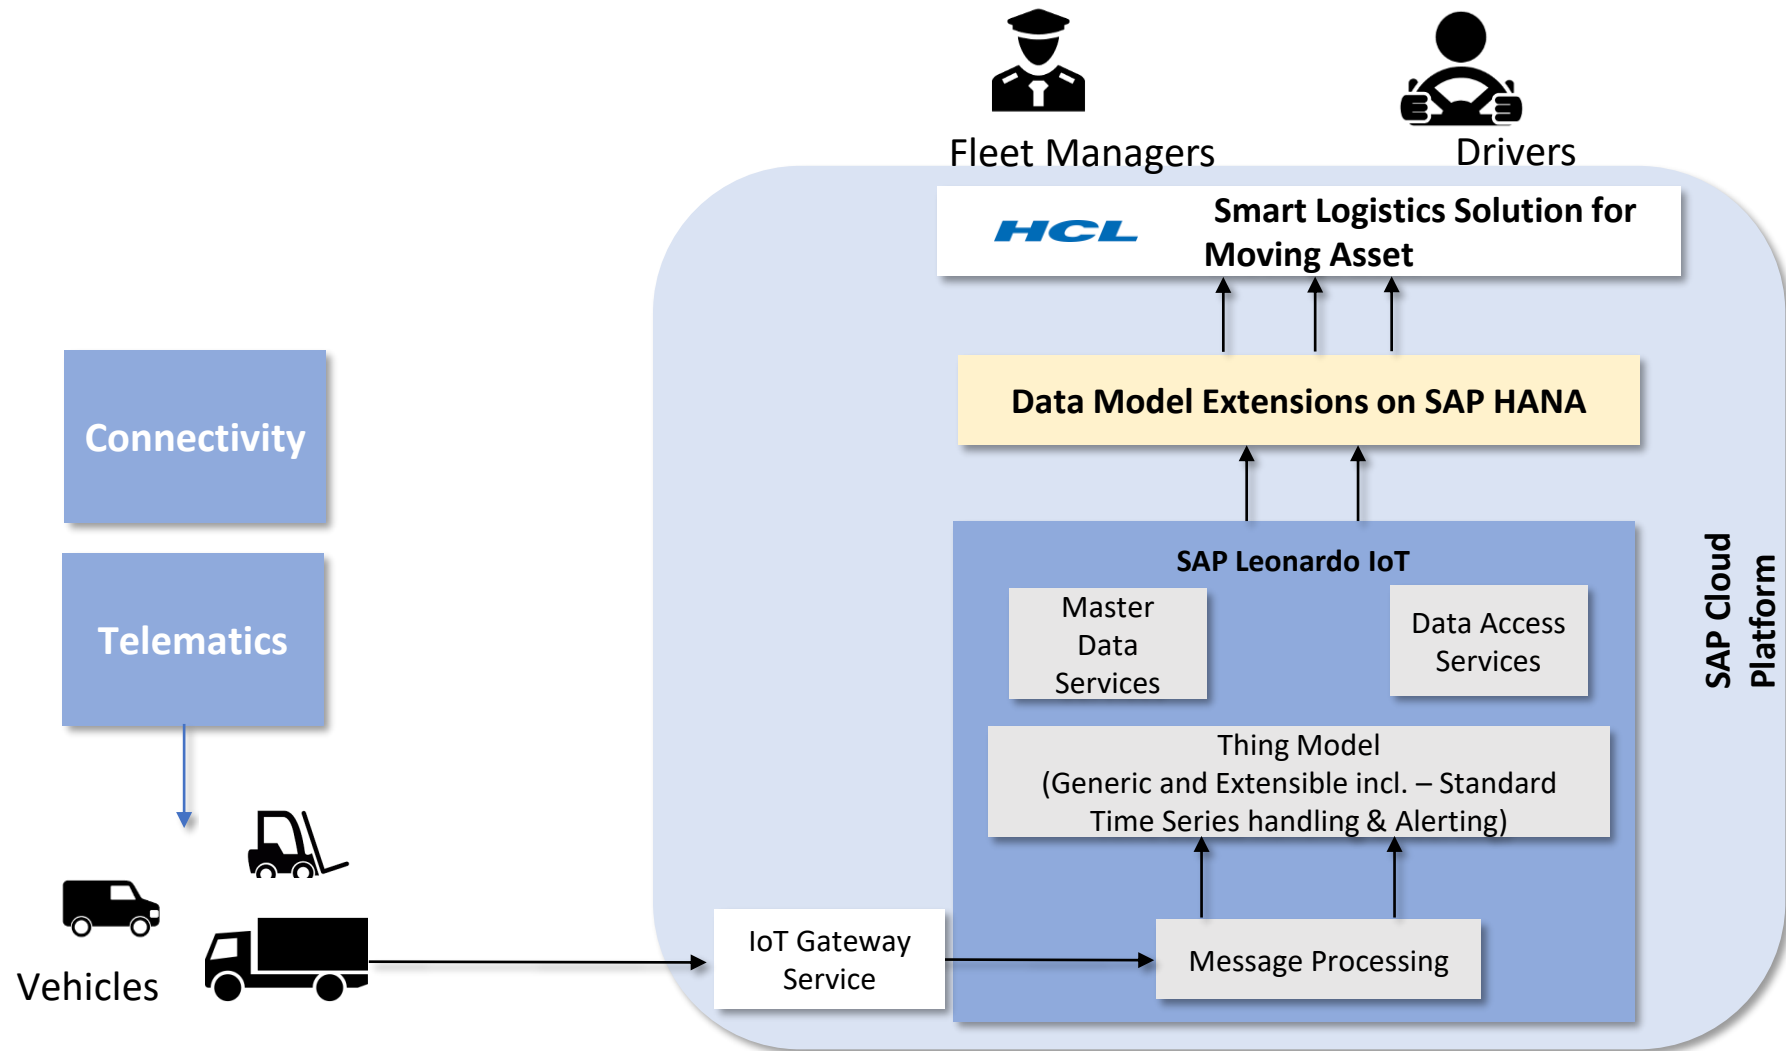 Fleet Managers
Drivers
HCL
Smart Logistics Solution for
Moving Asset
Connectivity
Data Model Extensions on SAP HANA
Telematics
SAP Leonardo IoT
Master
Data
Services
Data Access
Services
SAP Cloud
Platform
Thing Model
(Generic and Extensible incl. – Standard
Time Series handling & Alerting)
Vehicles
IoT Gateway
Service
Message Processing